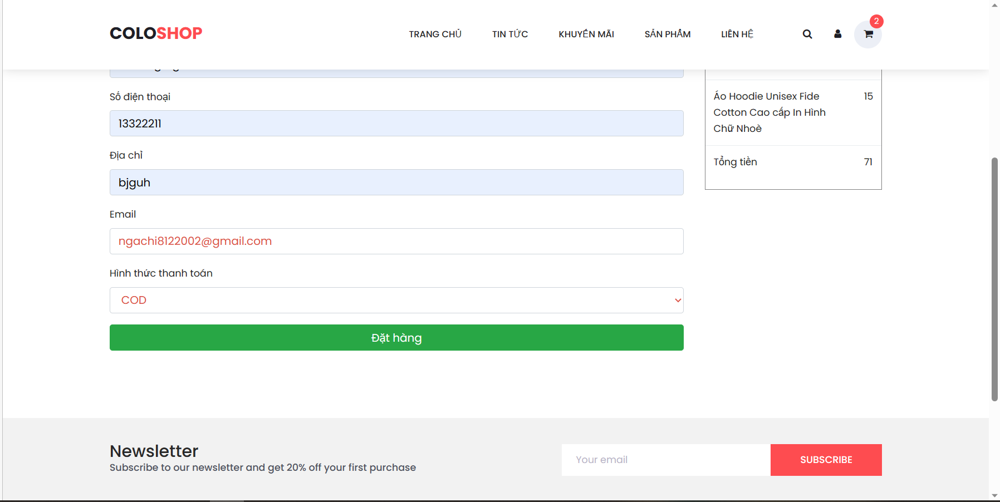 COLOSHOP
TRANG CHỦ
TIN TỨC
KHUYẾN MÃI
SẢN PHẨM
LIÊN HỆ
2
Số điện thoại
13322211
Địa chỉ
bjguh
Email
ngachi8122002@gmail.com
Hình thức thanh toán
COD
Đặt hàng
Áo Hoodie Unisex Fide 15
Cotton Cao cấp In Hình
Chữ Nhoè
Tổng tiền 71
Newsletter
Subscribe to our newsletter and get 20% off your first purchase
Your email
SUBSCRIBE